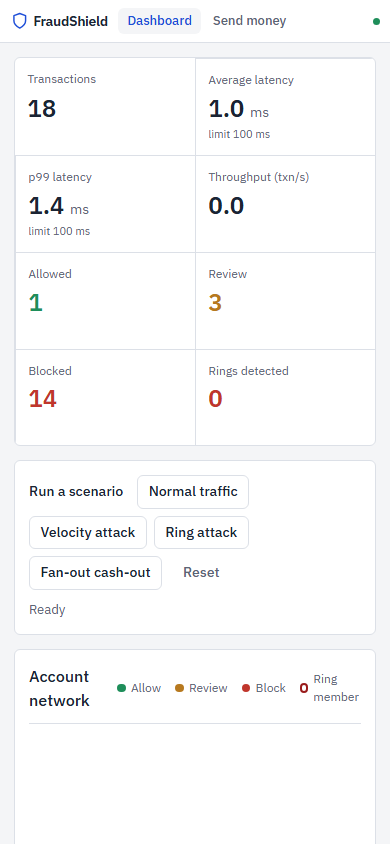 FraudShield Dashboard Send money
Transactions
18
Average latency
1.0 ms
limit 100 ms
p99 latency
1.4 ms
limit 100 ms
Throughput (txn/s)
0.0
Allowed
1
Review
3
Blocked
14
Rings detected
0
Run a scenario Normal traffic
Velocity attack Ring attack
Fan-out cash-out Reset
Ready
Account
network
Allow Review Block
Ring
member